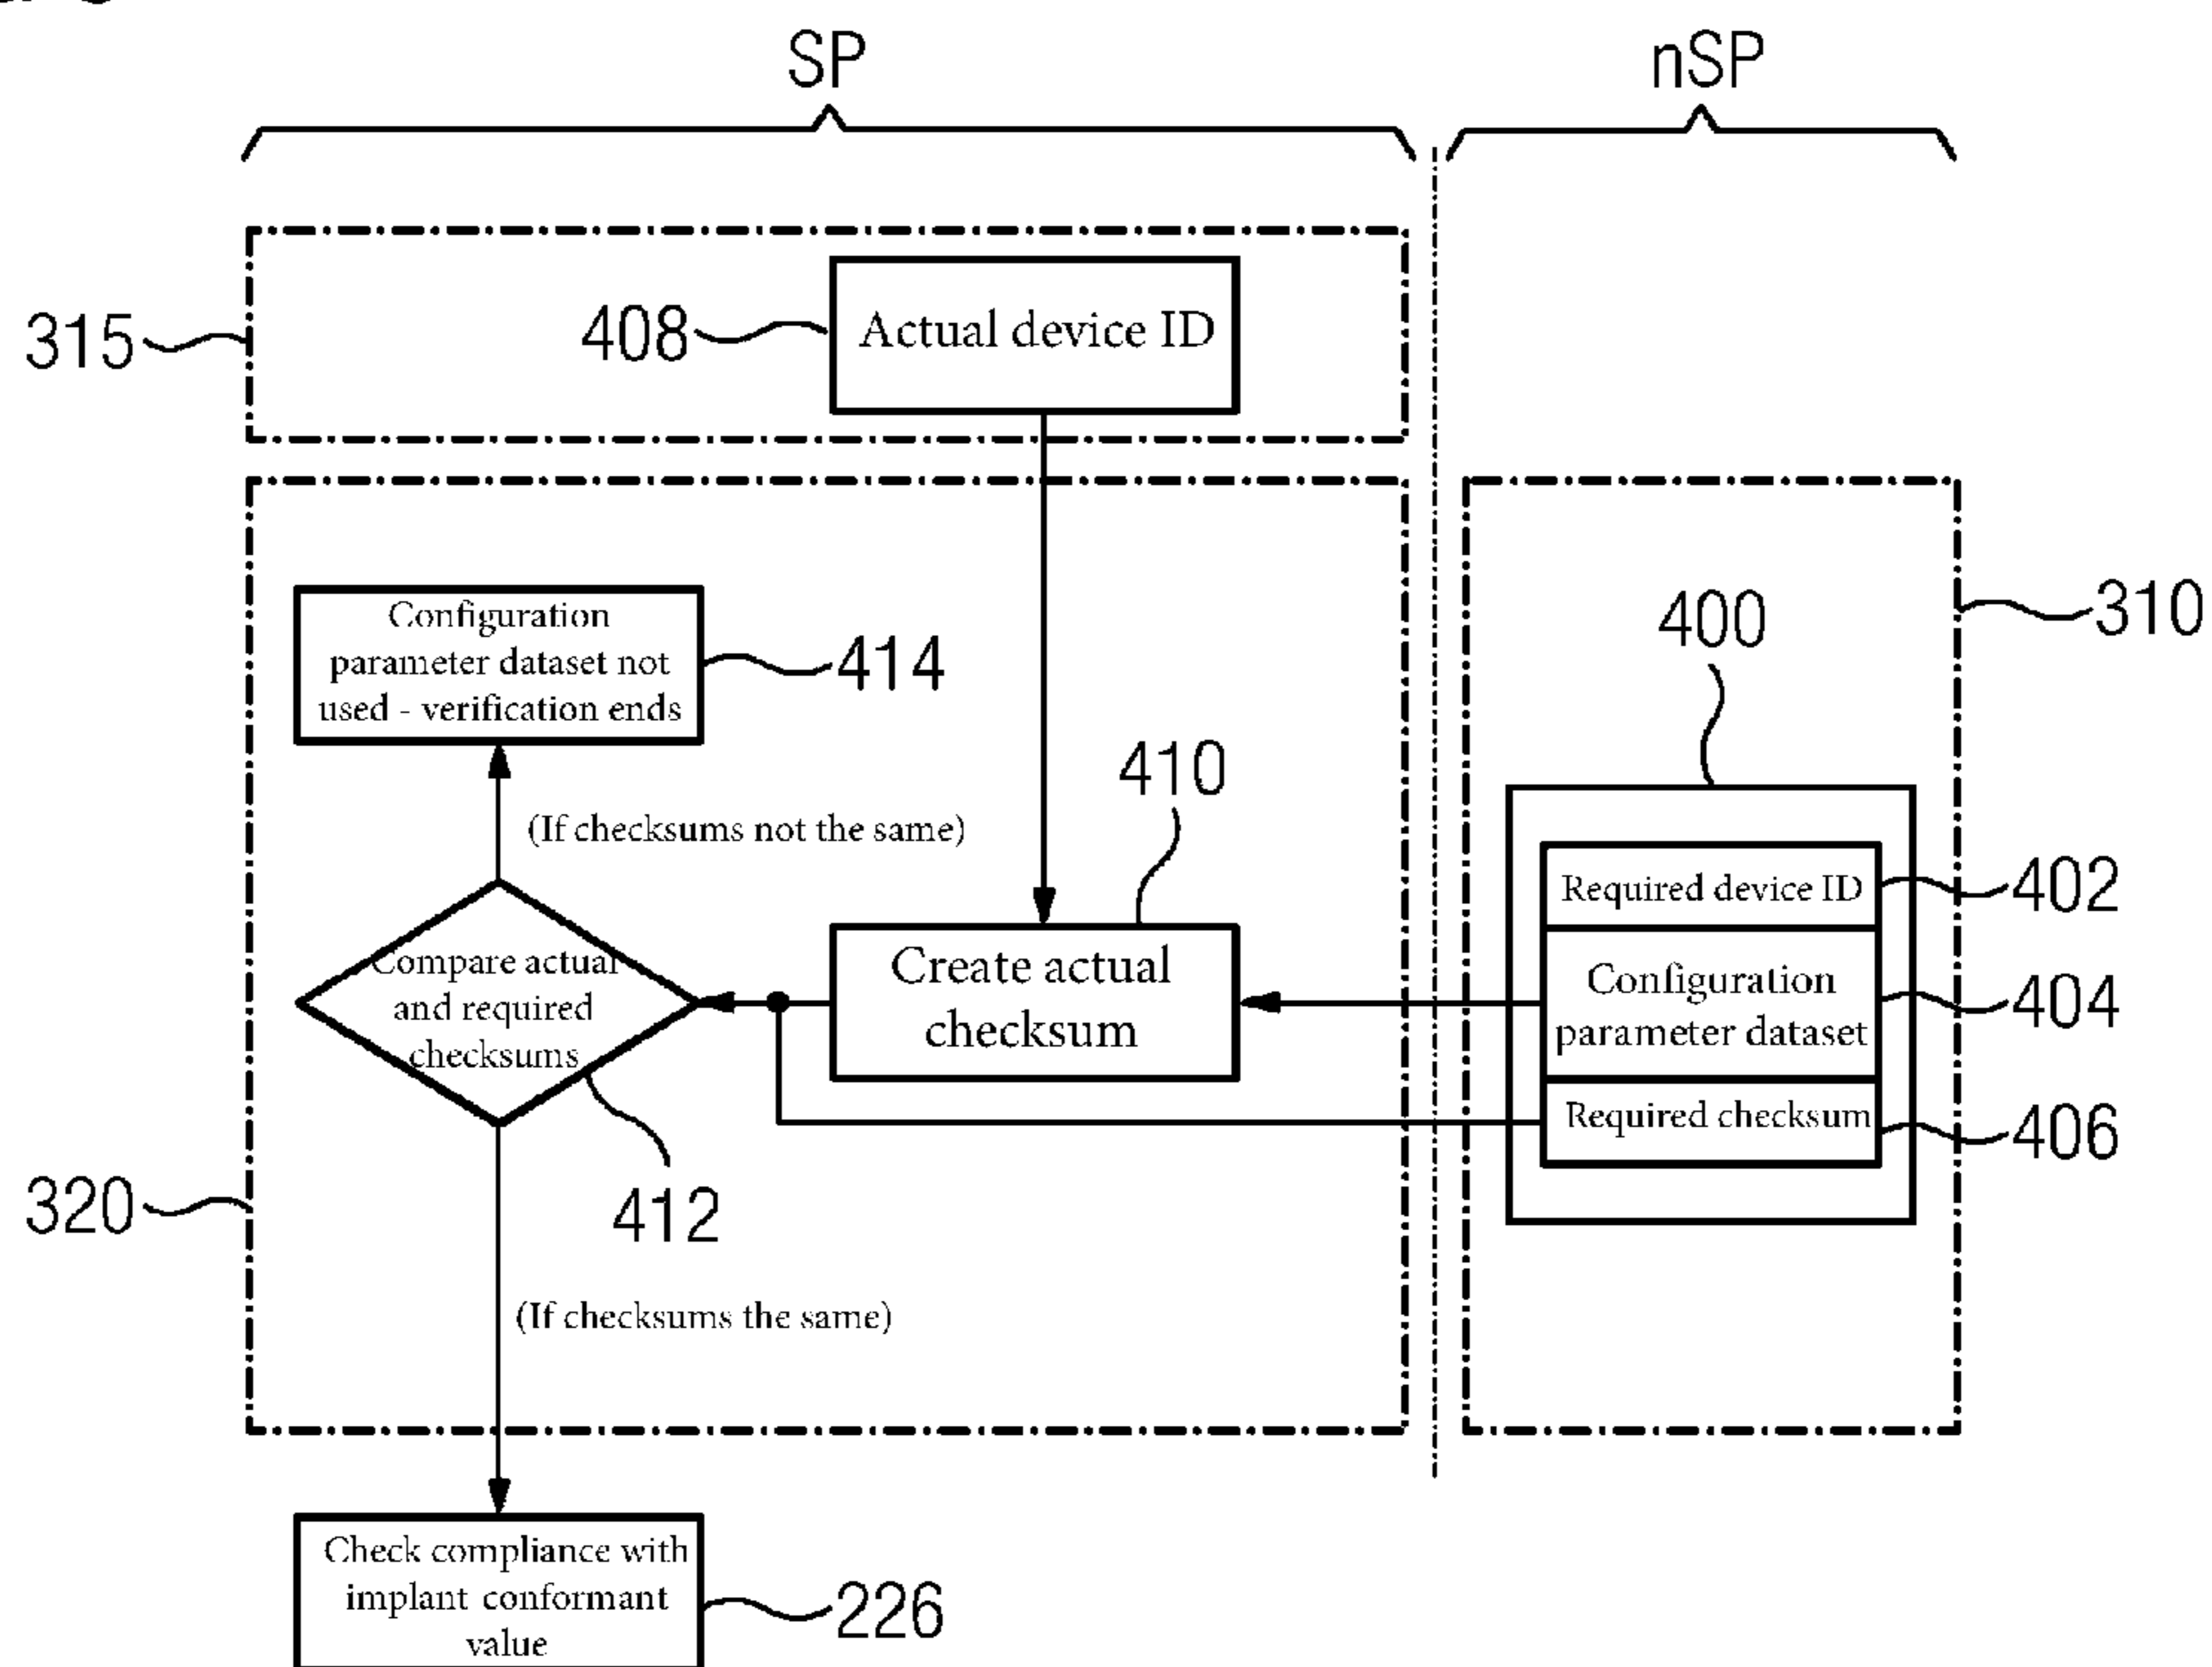 SP
nSP
315
408
Actual device ID
310
400
Configuration
parameter dataset not
used - verification ends
414
410
(If checksums not the same)
402
Required device ID
Compare actual
and required
checksums
Create actual
checksum
Configuration
parameter dataset
404
Required checksum
406
320
412
(If checksums the same)
Check compliance with
implant conformant
value
226